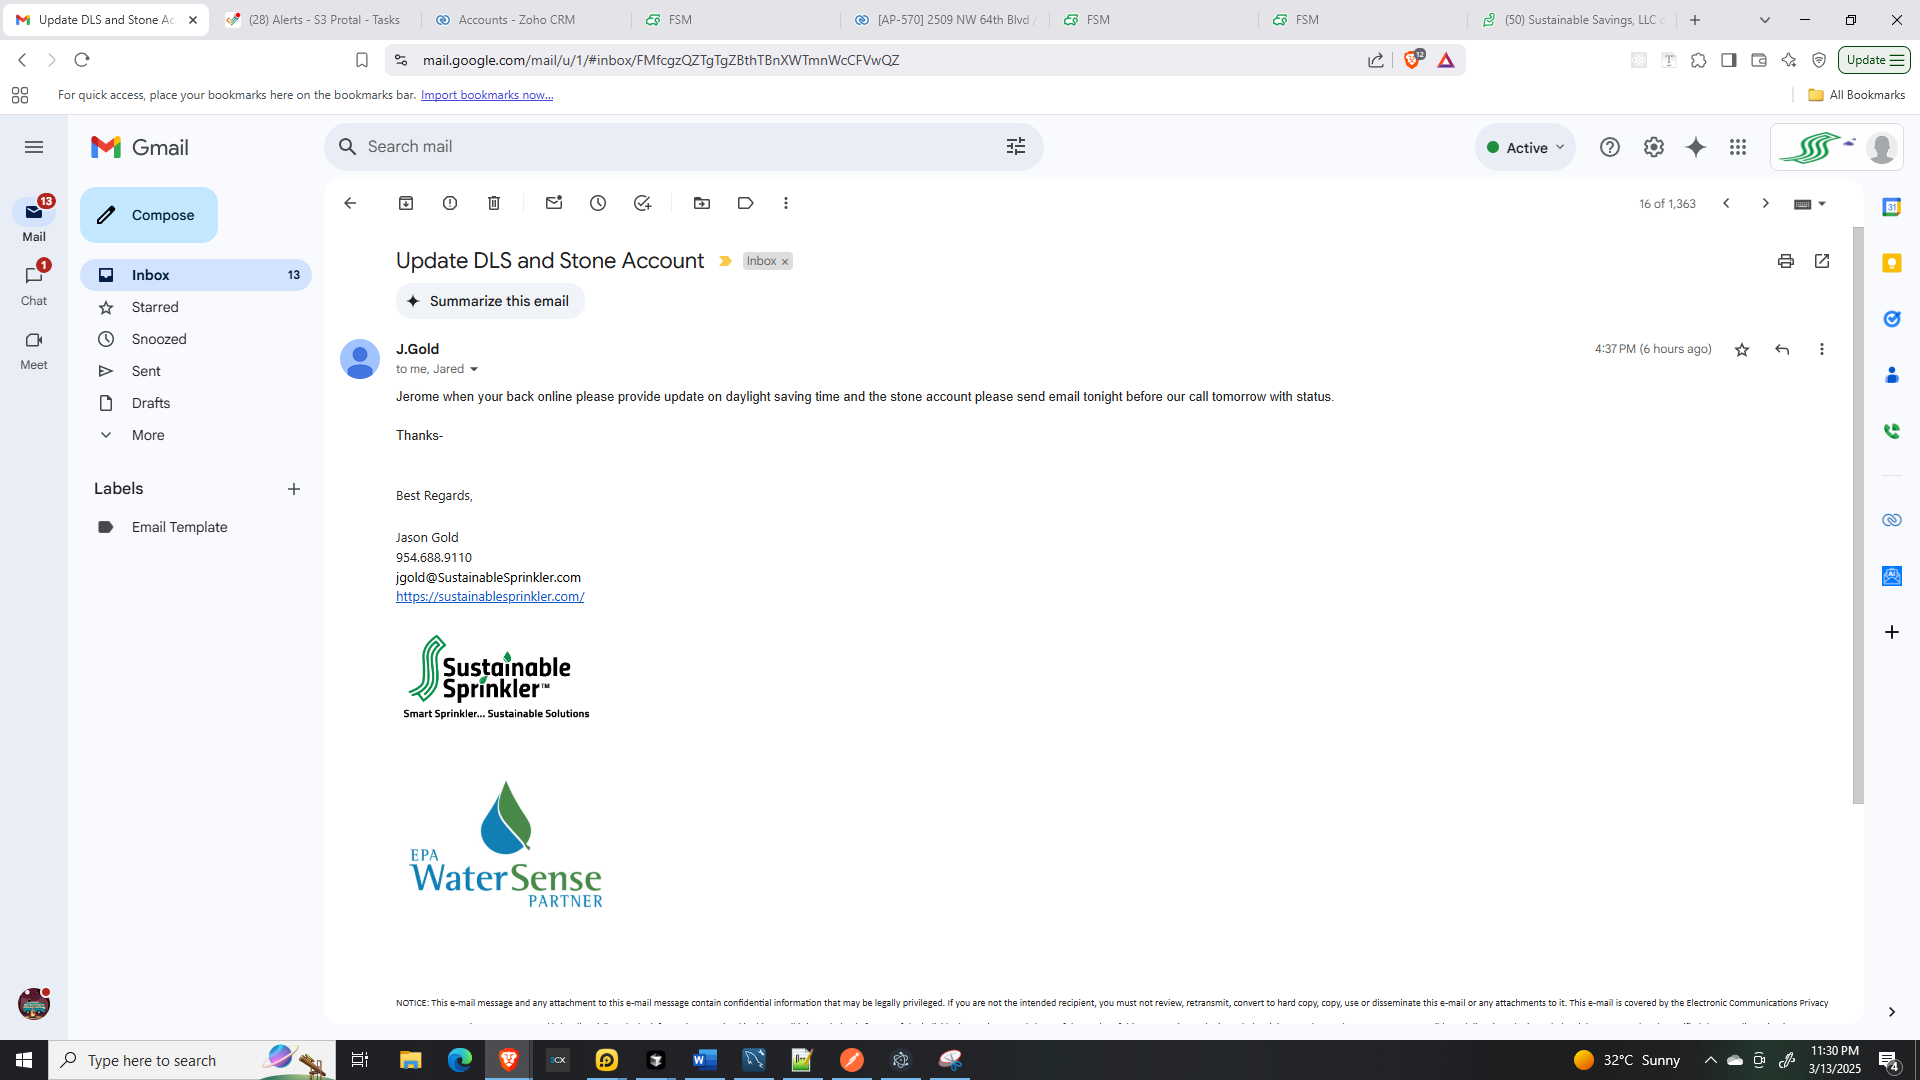 Update DLS and Stone Ac
(28) Alerts - S3 Protal - Tasks
Accounts - Zoho CRM
FSM
[AP-570] 2509 NW 64th Blvd /
FSM
FSM
(50) Sustainable Savings, LLC
mail.google.com/mail/u/1/#inbox/FMfcgzQZTgTgZBthTBnXWTmnWcCFVwQZ
12
Update
For quick access, place your bookmarks here on the bookmarks bar. Import bookmarks now...
All Bookmarks
Gmail
Search mail
Active
13
Mail
1
Chat
Meet
Compose
Inbox 13
Starred
Snoozed
Sent
Drafts
More
Labels
Email Template
16 of 1,363
Update DLS and Stone Account
Inbox ×
Summarize this email
J.Gold
4:37 PM (6 hours ago)
to me, Jared
Jerome when your back online please provide update on daylight saving time and the stone account please send email tonight before our call tomorrow with status.
Thanks-
Best Regards,
Jason Gold
954.688.9110
jgold@SustainableSprinkler.com
https://sustainablesprinkler.com/
Sustainable
Sprinkler™
Smart Sprinkler... Sustainable Solutions
EPA
WaterSense
PARTNER
NOTICE: This e-mail message and any attachment to this e-mail message contain confidential information that may be legally privileged. If you are not the intended recipient, you must not review, retransmit, convert to hard copy, copy, use or disseminate this e-mail or any attachments to it. This e-mail is covered by the Electronic Communications Privacy
31
Type here to search
32°C Sunny
11:30 PM
3/13/2025
4